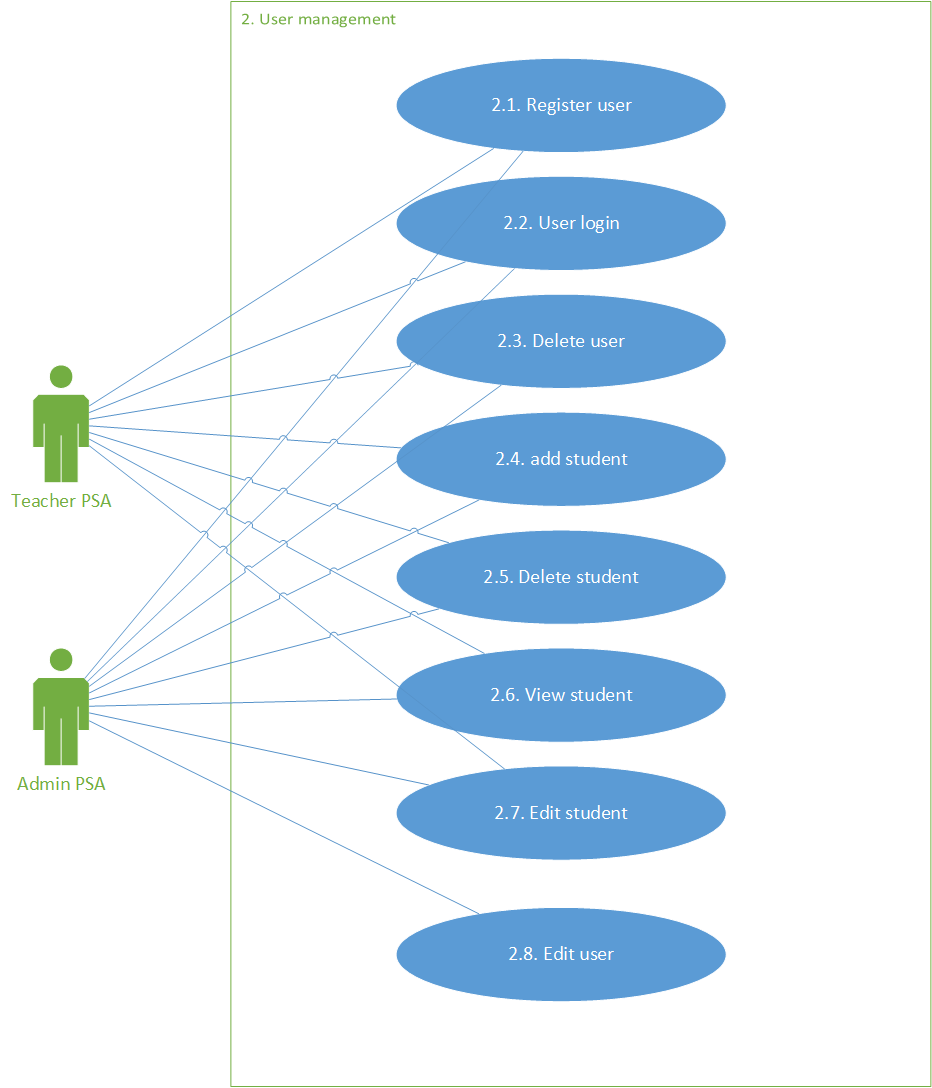 2. User management
2.1. Register user
2.2. User login
2.3. Delete user
2.4. add student
Teacher PSA
2.5. Delete student
2.6. View student
Admin PSA
2.7. Edit student
2.8. Edit user